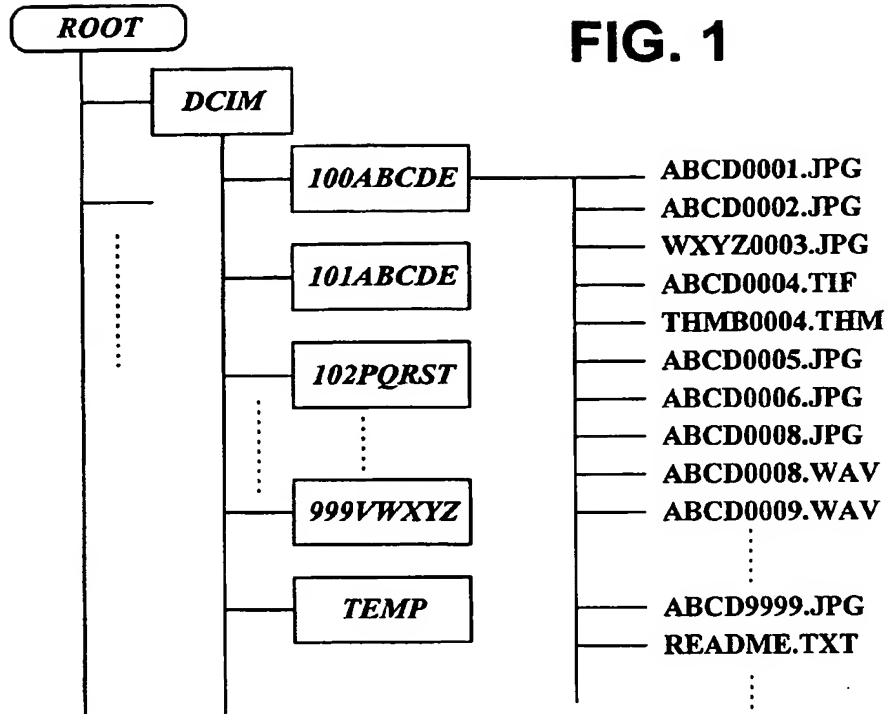 ROOT
FIG. 1
DCIM
100ABCDE
101ABCDE
102PQRST
999VWXYZ
TEMP
ABCD0001.JPG
ABCD0002.JPG
WXYZ0003.JPG
ABCD0004.TIF
THMB0004.THM
ABCD0005.JPG
ABCD0006.JPG
ABCD0008.JPG
ABCD0008.WAV
ABCD0009.WAV
ABCD9999.JPG
README.TXT